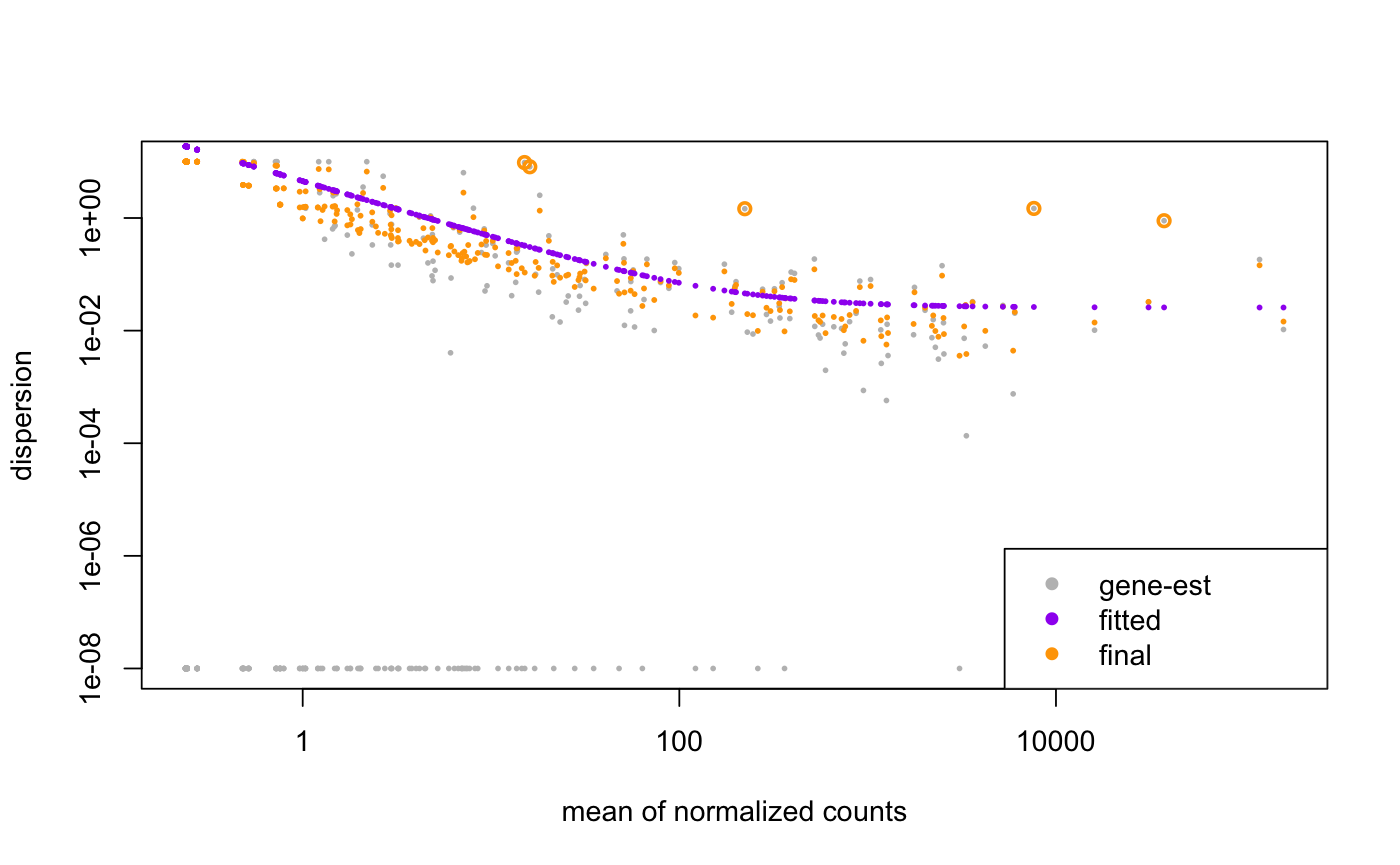 dispersion
1e+00
1e-02
1e-04
1e-06
1e-08
gene-est
fitted
final
1
100
10000
mean of normalized counts